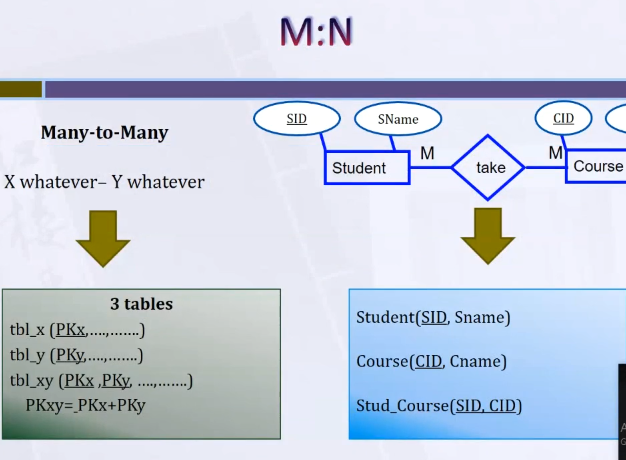 M:N
Many-to-Many
X whatever– Y whatever
SID
SName
CID
Student
M
take
M
Course
3 tables
tbl_x (PKx,....,.......)
tbl_y (PKy,....,.......)
tbl_xy (PKx ,PKy, ....,.......)
PKxy= PKx+PKy
Student(SID, Sname)
Course(CID, Cname)
Stud_Course(SID, CID)